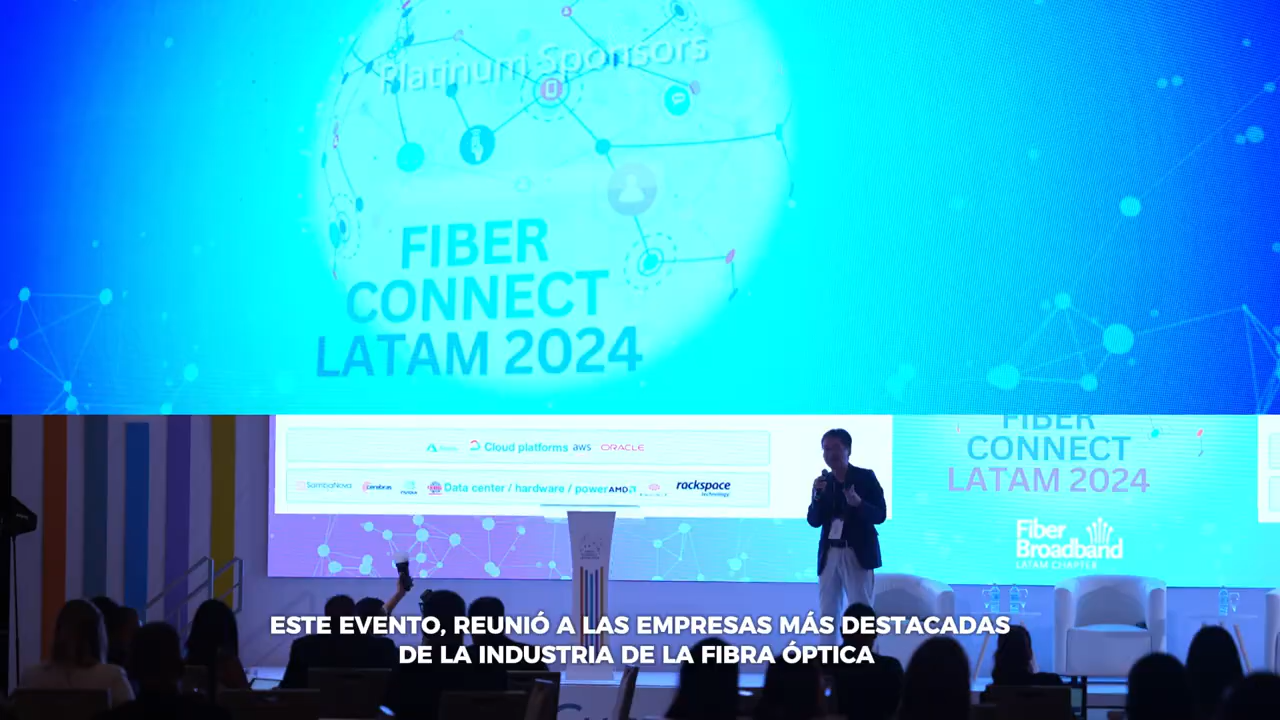 Platinum Sponsors
FIBER
CONNECT
LATAM 2024
Cloud platforms aws ORACLE
SambaNova cerebras NVIDIA Data center / hardware / power AMD rackspace
technology
FIBER
CONNECT
LATAM 2024
Fiber
Broadband
LATAM CHAPTER
ESTE EVENTO, REUNIÓ A LAS EMPRESAS MÁS DESTACADAS
DE LA INDUSTRIA DE LA FIBRA ÓPTICA